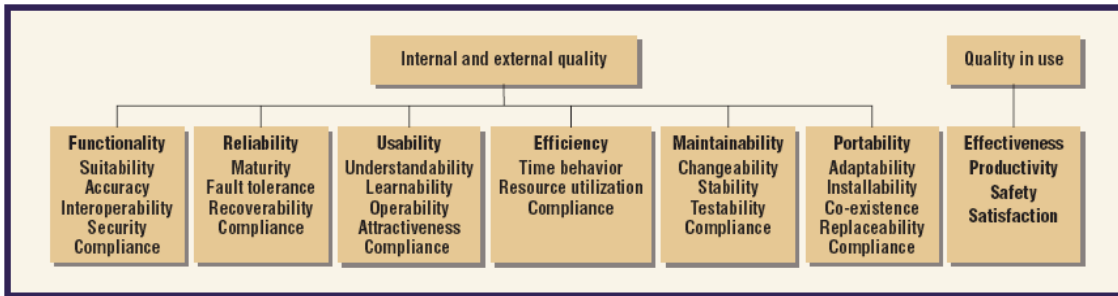 Internal and external quality
Quality in use
Functionality
Suitability
Accuracy
Interoperability
Security
Compliance
Reliability
Maturity
Fault tolerance
Recoverability
Compliance
Usability
Understandability
Learnability
Operability
Attractiveness
Compliance
Efficiency
Time behavior
Resource utilization
Compliance
Maintainability
Changeability
Stability
Testability
Compliance
Portability
Adaptability
Installability
Co-existence
Replaceability
Compliance
Effectiveness
Productivity
Safety
Satisfaction